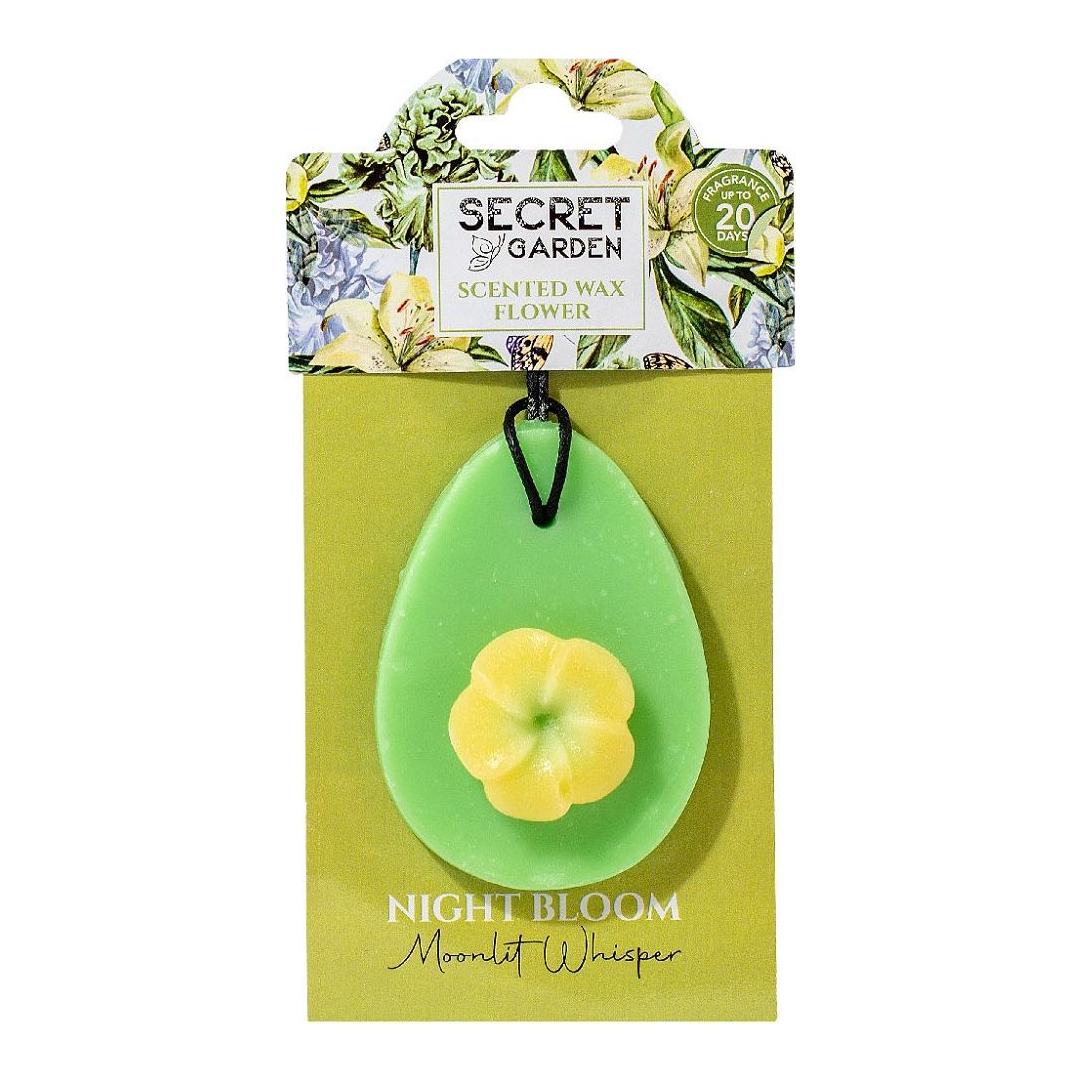 SECRET
GARDEN
SCENTED WAX
FLOWER
FRAGRANCE
UP TO
20
DAYS
NIGHT BLOOM
Moonlit Whisper